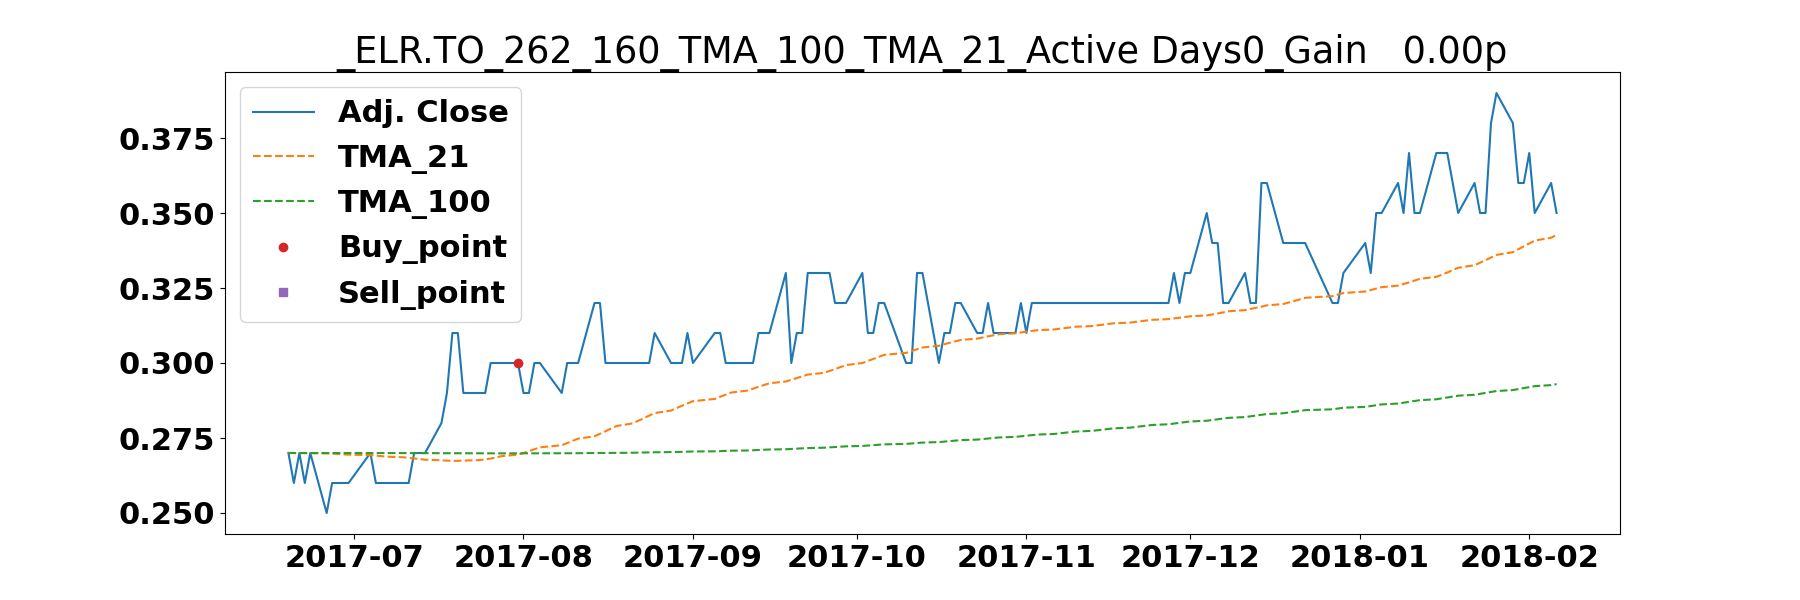 _ELR.TO_262_160_TMA_100_TMA_21_Active Days0_Gain   0.00p
Adj. Close
TMA_21
TMA_100
Buy_point
Sell_point
0.375
0.350
0.325
0.300
0.275
0.250
2017-07 2017-08 2017-09 2017-10 2017-11 2017-12 2018-01 2018-02